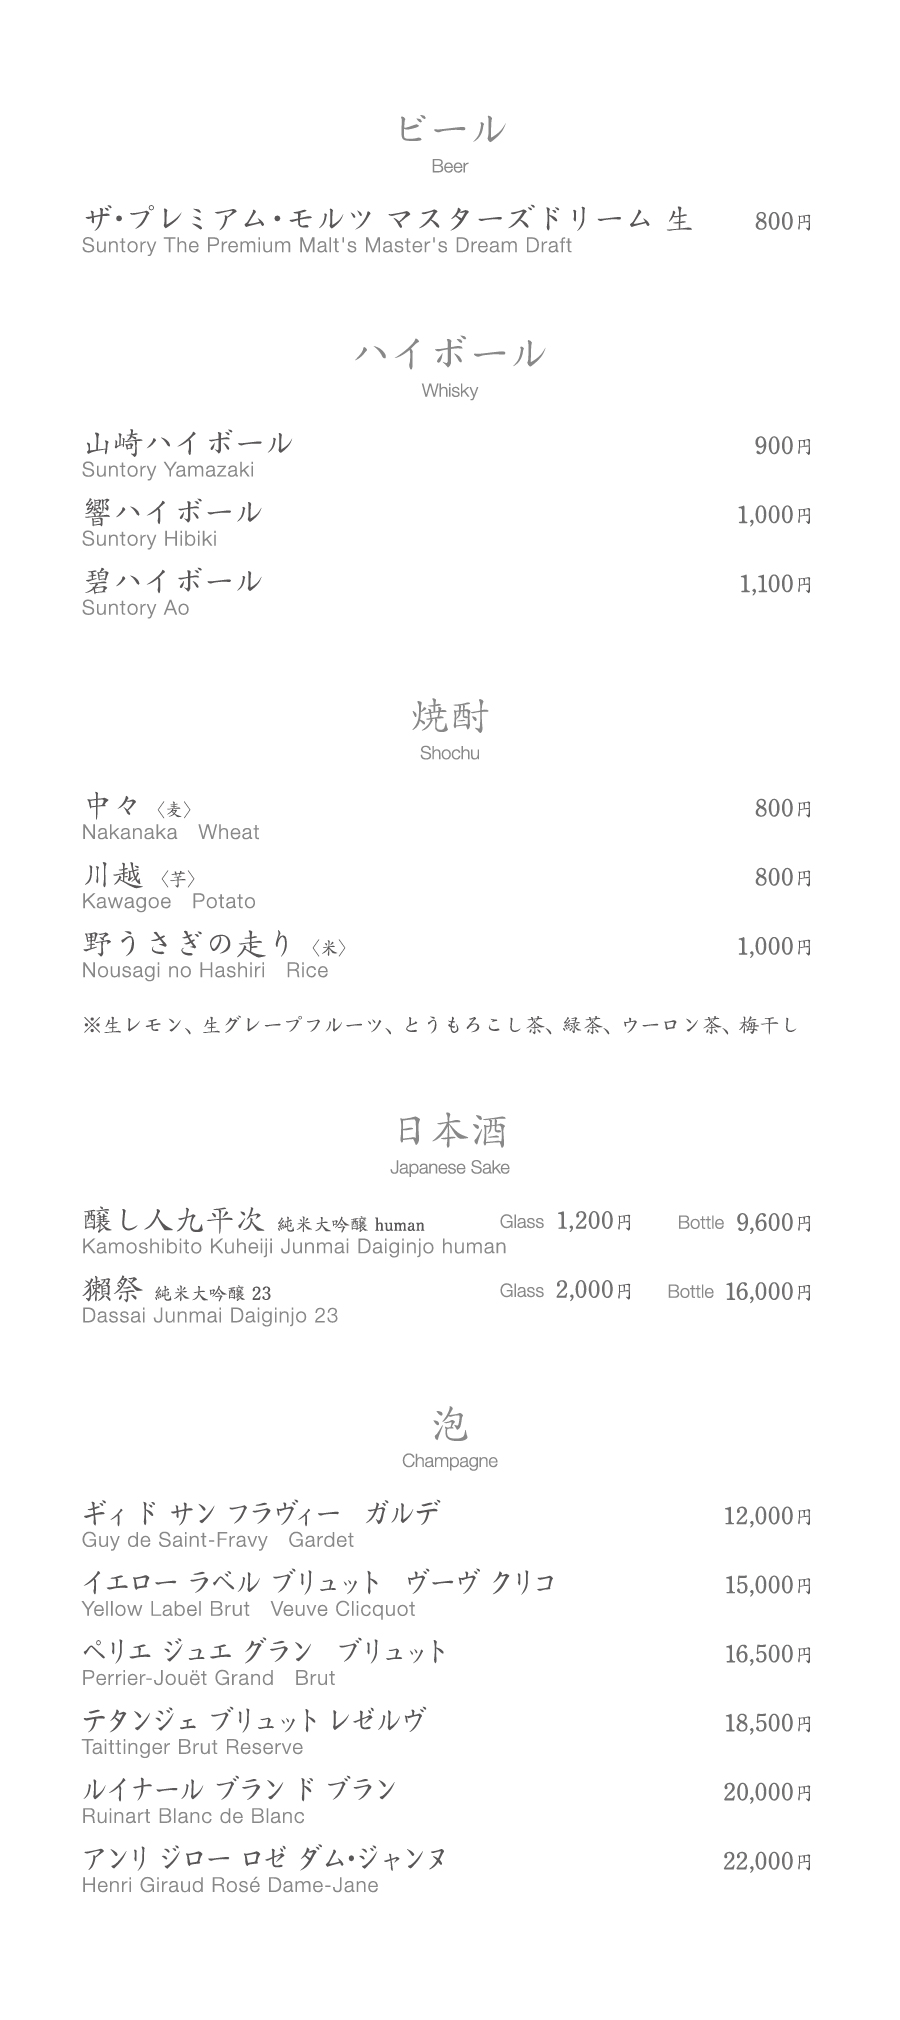 ビール
Beer
ザ・プレミアム・モルツ マスターズドリーム 生 800円
Suntory The Premium Malt's Master's Dream Draft
ハイボール
Whisky
山崎ハイボール 900円
Suntory Yamazaki
響ハイボール 1,000円
Suntory Hibiki
碧ハイボール 1,100円
Suntory Ao
焼酎
Shochu
中々 〈麦〉 800円
Nakanaka Wheat
川越 〈芋〉 800円
Kawagoe Potato
野うさぎの走り 〈米〉 1,000円
Nousagi no Hashiri Rice
※生レモン、生グレープフルーツ、とうもろこし茶、緑茶、ウーロン茶、梅干し
日本酒
Japanese Sake
醸し人九平次 純米大吟醸 human Glass 1,200円 Bottle 9,600円
Kamoshibito Kuheiji Junmai Daiginjo human
獺祭 純米大吟醸 23 Glass 2,000円 Bottle 16,000円
Dassai Junmai Daiginjo 23
泡
Champagne
ギィ ド サン フラヴィー ガルデ 12,000円
Guy de Saint-Fravy Gardet
イエロー ラベル ブリュット ヴーヴ クリコ 15,000円
Yellow Label Brut Veuve Clicquot
ペリエ ジュエ グラン ブリュット 16,500円
Perrier-Jouët Grand Brut
テタンジェ ブリュット レゼルヴ 18,500円
Taittinger Brut Reserve
ルイナール ブラン ド ブラン 20,000円
Ruinart Blanc de Blanc
アンリ ジロー ロゼ ダム・ジャンヌ 22,000円
Henri Giraud Rosé Dame-Jane